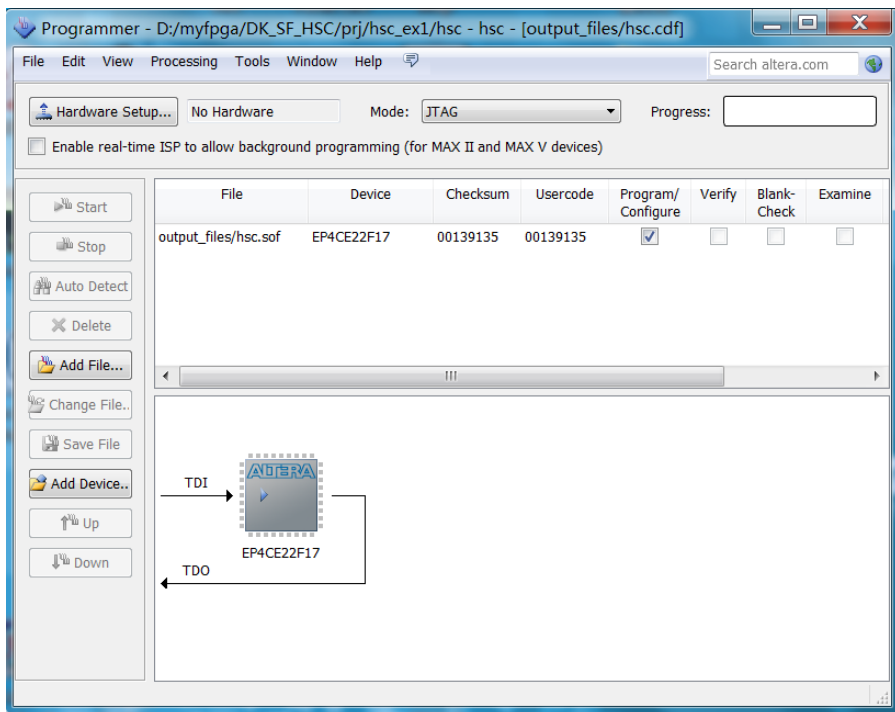 Programmer - D:/myfpga/DK_SF_HSC/prj/hsc_ex1/hsc - hsc - [output_files/hsc.cdf]
File Edit View Processing Tools Window Help Search altera.com
Hardware Setup... No Hardware Mode: JTAG Progress:
Enable real-time ISP to allow background programming (for MAX II and MAX V devices)
File Device Checksum Usercode Program/ Verify Blank- Examine
Configure Check
output_files/hsc.sof EP4CE22F17 00139135 00139135
Start
Stop
Auto Detect
Delete
Add File...
Change File..
Save File
Add Device..
Up
Down
ALTERA
TDI
EP4CE22F17
TDO